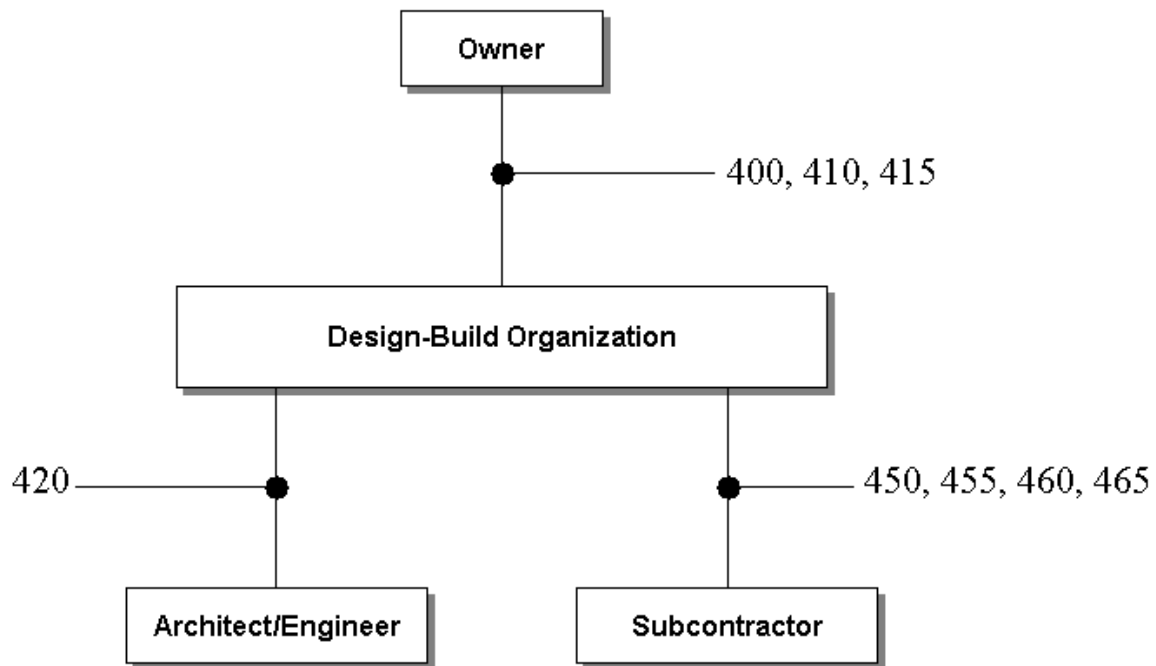 Owner
400, 410, 415
Design-Build Organization
420
450, 455, 460, 465
Architect/Engineer
Subcontractor